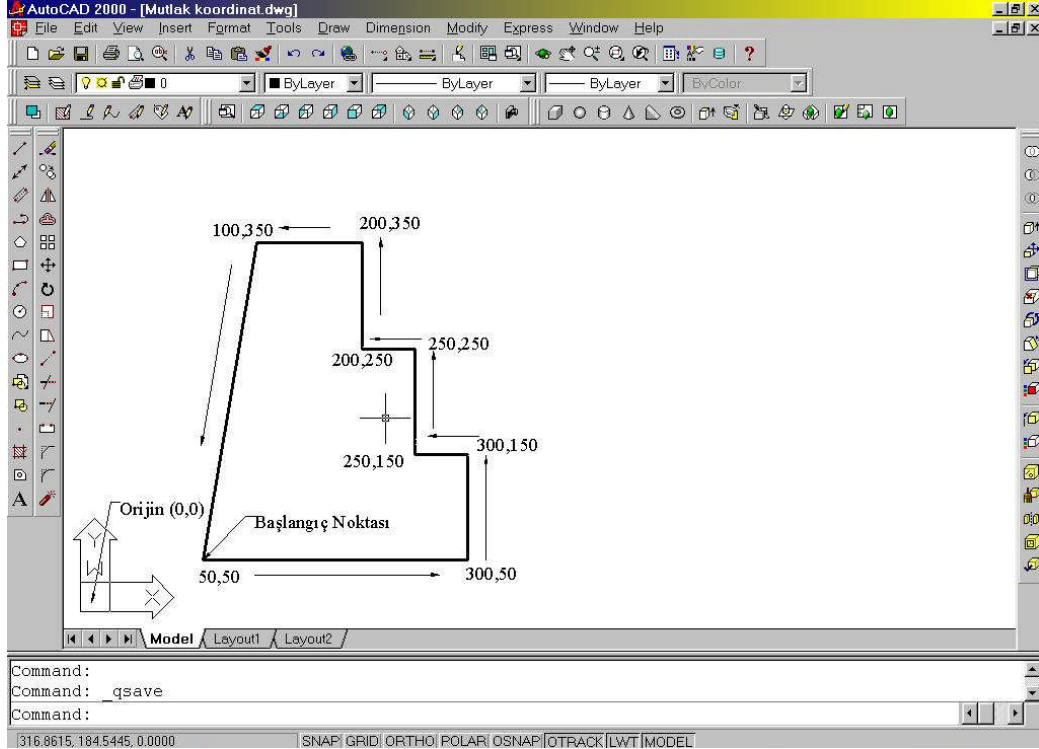 AutoCAD 2000 - [Mutlak koordinat.dwg]
File Edit View Insert Format Tools Draw Dimension Modify Express Window Help
0 ByLayer ByLayer ByLayer ByColor
100,350 200,350
250,250
200,250
300,150
250,150
Orijin (0,0)
Başlangıç Noktası
Y
W
X
50,50 300,50
Model Layout1 Layout2
Command:
Command: _qsave
Command:
316.8615, 184.5445, 0.0000 SNAP GRID ORTHO POLAR OSNAP OTRACK LWT MODEL